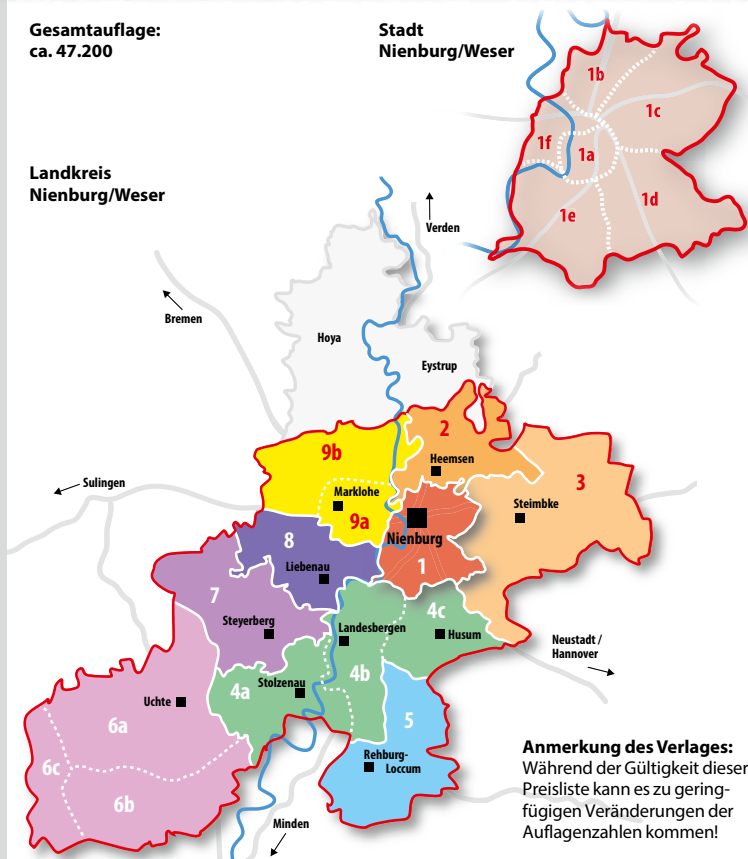 Gesamtauflage:
ca. 47.200
Stadt
Nienburg/Weser
1b
1c
1f
1a
1d
1e
Landkreis
Nienburg/Weser
Verden
Bremen
Hoya
Eystrup
2
9b
Heemsen
3
Sulingen
Marklohe
Steimbke
9a
Nienburg
8
Liebenau
1
7
4c
Steyerberg
Landesbergen
Husum
Neustadt /
Hannover
4b
4a
Stolzenau
Uchte
6a
5
6c
Rehburg-
Loccum
6b
Minden
Anmerkung des Verlages:
Während der Gültigkeit dieser
Preisliste kann es zu gering-
fügigen Veränderungen der
Auflagenzahlen kommen!